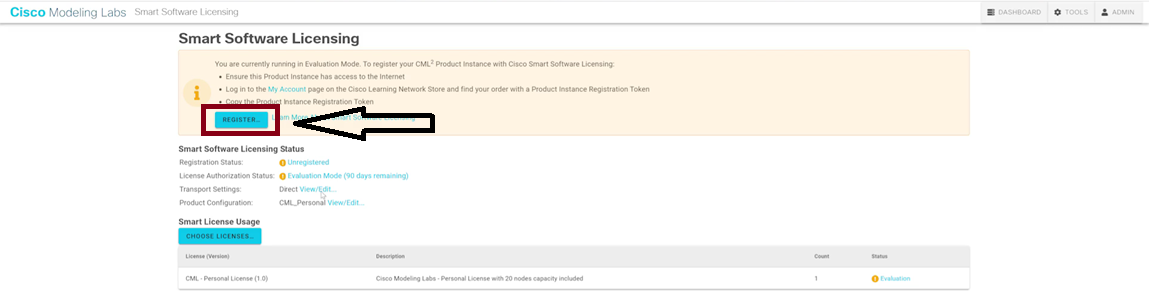 Cisco Modeling Labs Smart Software Licensing DASHBOARD TOOLS ADMIN
Smart Software Licensing
You are currently running in Evaluation Mode. To register your CML² Product Instance with Cisco Smart Software Licensing:
• Ensure this Product Instance has access to the Internet
• Log in to the My Account page on the Cisco Learning Network Store and find your order with a Product Instance Registration Token
• Copy the Product Instance Registration Token
REGISTER... Learn More Smart Software Licensing
Smart Software Licensing Status
Registration Status: Unregistered
License Authorization Status: Evaluation Mode (90 days remaining)
Transport Settings: Direct View/Edit...
Product Configuration: CML_Personal View/Edit...
Smart License Usage
CHOOSE LICENSES...
License (Version) Description Count Status
CML - Personal License (1.0) Cisco Modeling Labs - Personal License with 20 nodes capacity included 1 Evaluation